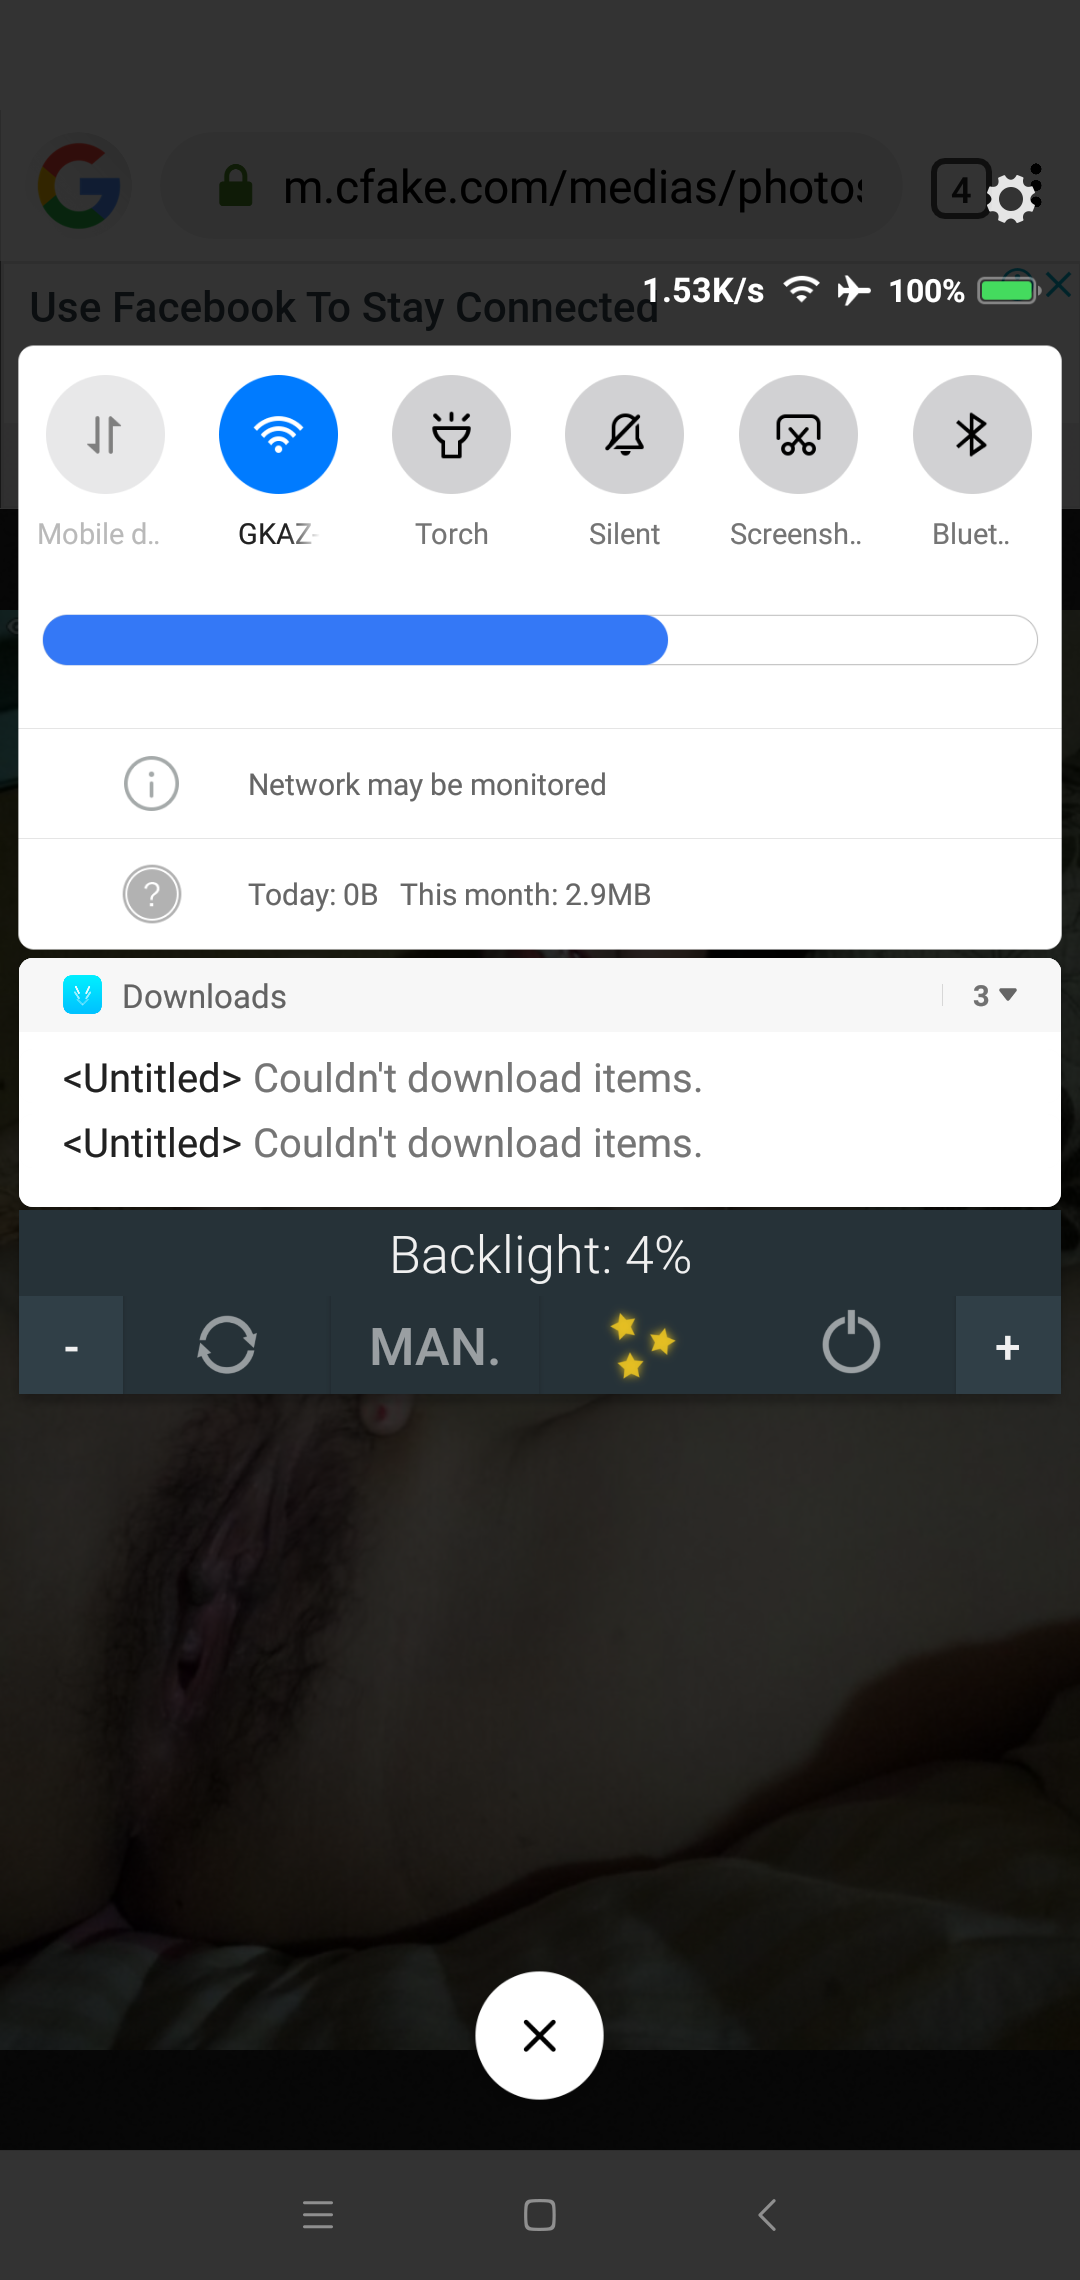 m.cfake.com/medias/photos
4
Use Facebook To Stay Connected
1.53K/s 100%
Mobile d..
GKAZ-
Torch
Silent
Screensh..
Bluet..
Network may be monitored
Today: 0B This month: 2.9MB
Downloads
3
<Untitled> Couldn't download items.
<Untitled> Couldn't download items.
Backlight: 4%
- MAN. +